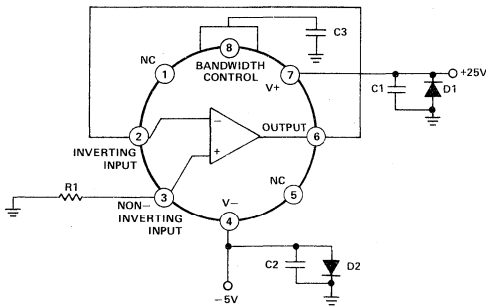 8
C3
BANDWIDTH
CONTROL
NC
1
7
V+
+25V
C1
D1
2
−
OUTPUT
6
INVERTING
INPUT
+
R1
3
NC
5
NON−
INVERTING
INPUT
V−
4
C2
D2
−5V